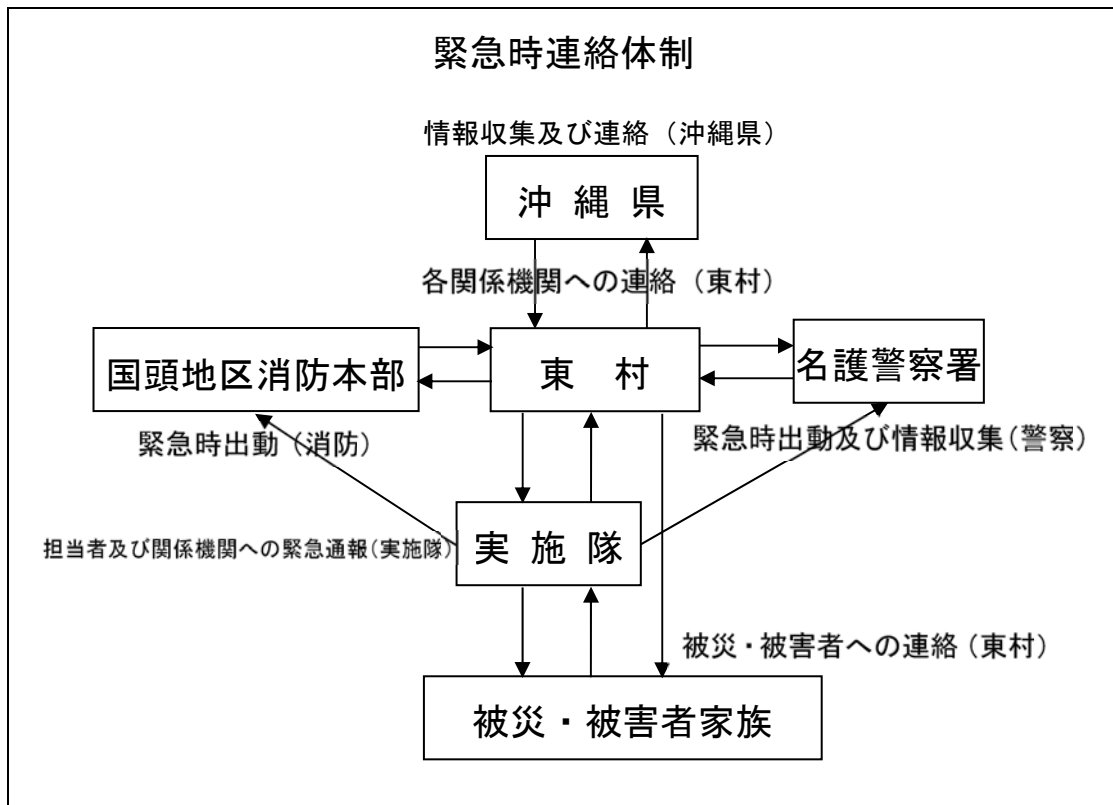 緊急時連絡体制
情報収集及び連絡（沖縄県）
沖縄県
各関係機関への連絡（東村）
国頭地区消防本部
東村
名護警察署
緊急時出動（消防）
緊急時出動及び情報収集（警察）
担当者及び関係機関への緊急通報（実施隊）
実施隊
被災・被害者への連絡（東村）
被災・被害者家族